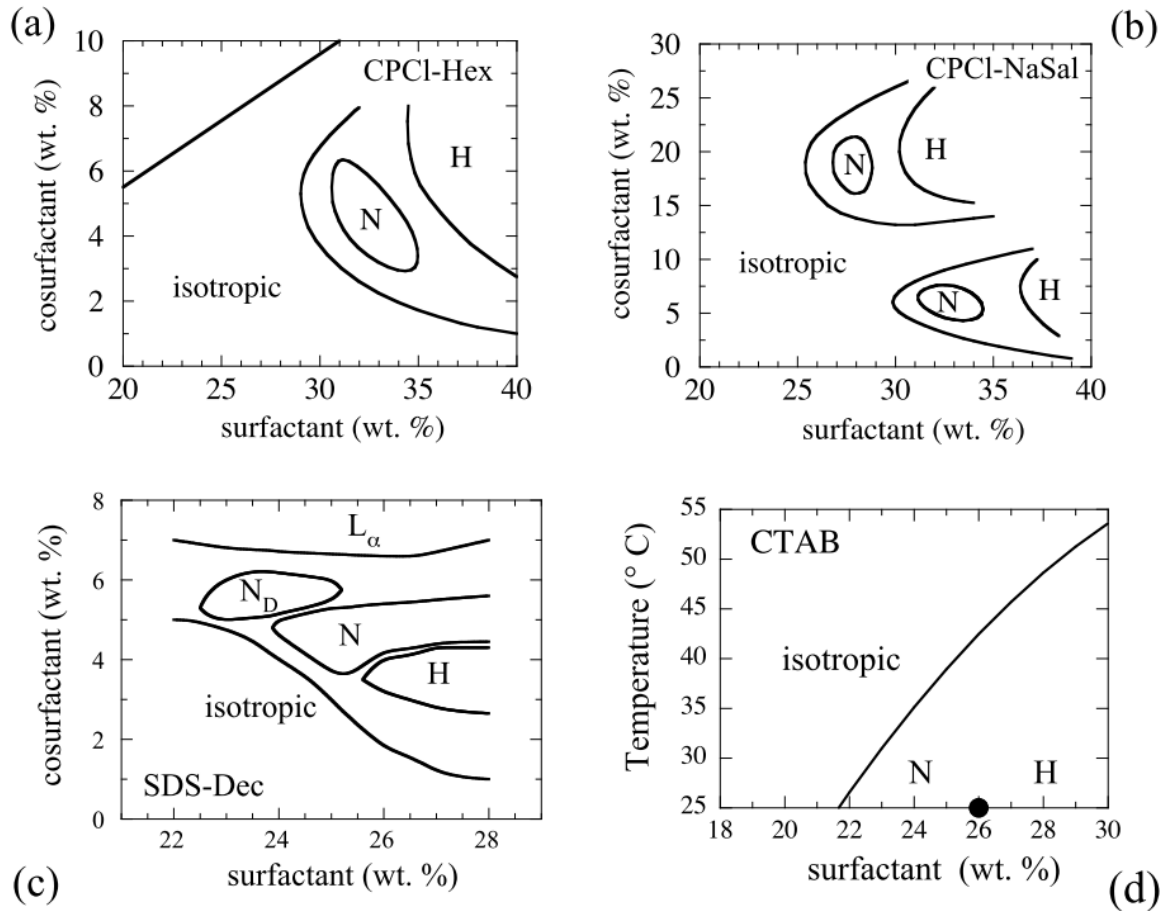 (a)
10
8
6
4
2
0
cosurfactant (wt. %)
CPCl-Hex
H
N
isotropic
20 25 30 35 40
surfactant (wt. %)
(b)
30
25
20
15
10
5
0
cosurfactant (wt. %)
CPCl-NaSal
N
H
isotropic
N
H
20 25 30 35 40
surfactant (wt. %)
8
6
4
2
0
cosurfactant (wt. %)
Lα
N_D
N
H
isotropic
SDS-Dec
22 24 26 28
surfactant (wt. %)
(c)
55
50
45
40
35
30
25
Temperature (° C)
CTAB
isotropic
N H
18 20 22 24 26 28 30
surfactant (wt. %)
(d)